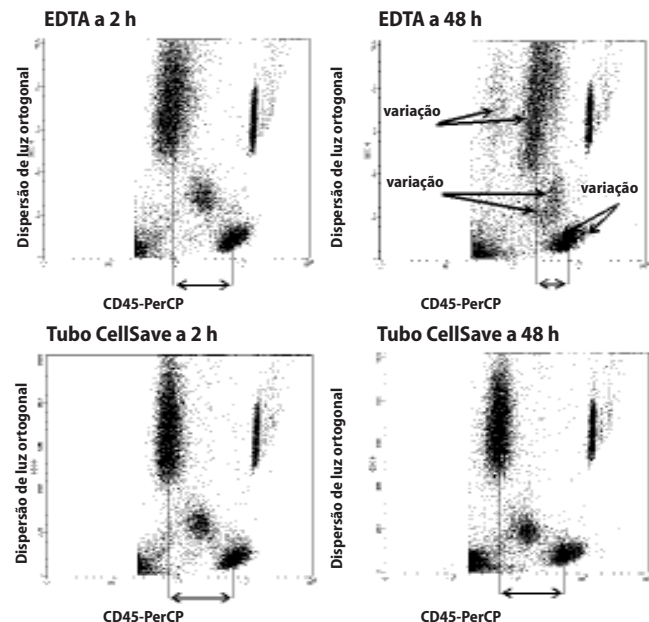 EDTA a 2 h
EDTA a 48 h
Dispersão de luz ortogonal
CD45-PerCP
Dispersão de luz ortogonal
variação
variação
variação
CD45-PerCP
Tubo CellSave a 2 h
Tubo CellSave a 48 h
Dispersão de luz ortogonal
CD45-PerCP
Dispersão de luz ortogonal
CD45-PerCP